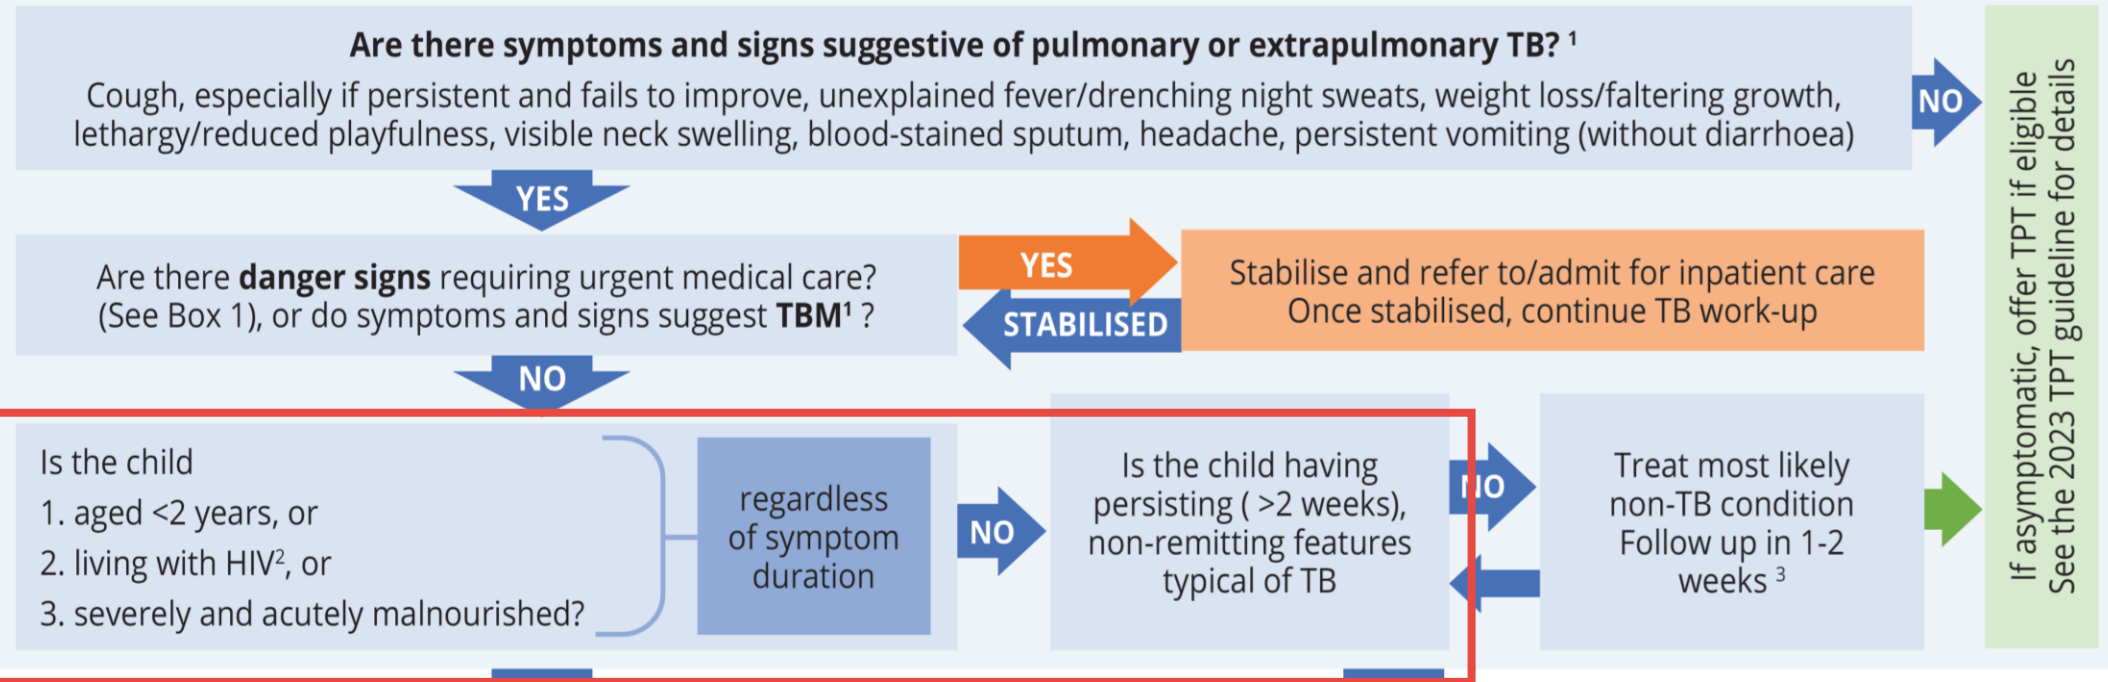 Are there symptoms and signs suggestive of pulmonary or extrapulmonary TB? ¹
Cough, especially if persistent and fails to improve, unexplained fever/drenching night sweats, weight loss/faltering growth,
lethargy/reduced playfulness, visible neck swelling, blood-stained sputum, headache, persistent vomiting (without diarrhoea)
NO
YES
Are there danger signs requiring urgent medical care?
(See Box 1), or do symptoms and signs suggest TBM¹ ?
YES
STABILISED
Stabilise and refer to/admit for inpatient care
Once stabilised, continue TB work-up
NO
Is the child
1. aged <2 years, or
2. living with HIV², or
3. severely and acutely malnourished?
regardless
of symptom
duration
NO
Is the child having
persisting ( >2 weeks),
non-remitting features
typical of TB
NO
Treat most likely
non-TB condition
Follow up in 1-2
weeks ³
If asymptomatic, offer TPT if eligible
See the 2023 TPT guideline for details